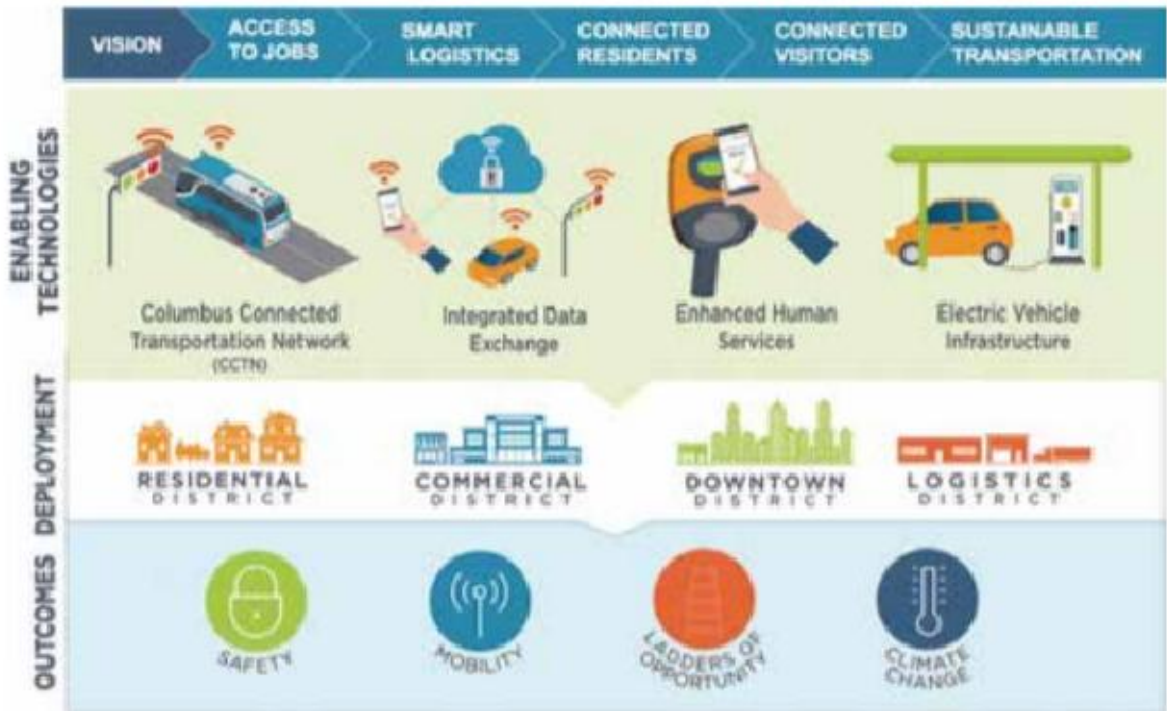 VISION
ACCESS
TO JOBS
SMART
LOGISTICS
CONNECTED
RESIDENTS
CONNECTED
VISITORS
SUSTAINABLE
TRANSPORTATION
ENABLING
TECHNOLOGIES
Columbus Connected
Transportation Network
(CCTN)
Integrated Data
Exchange
Enhanced Human
Services
Electric Vehicle
Infrastructure
DEPLOYMENT
RESIDENTIAL
DISTRICT
COMMERCIAL
DISTRICT
DOWNTOWN
DISTRICT
LOGISTICS
DISTRICT
OUTCOMES
SAFETY
MOBILITY
LADDERS OF
OPPORTUNITY
CLIMATE
CHANGE